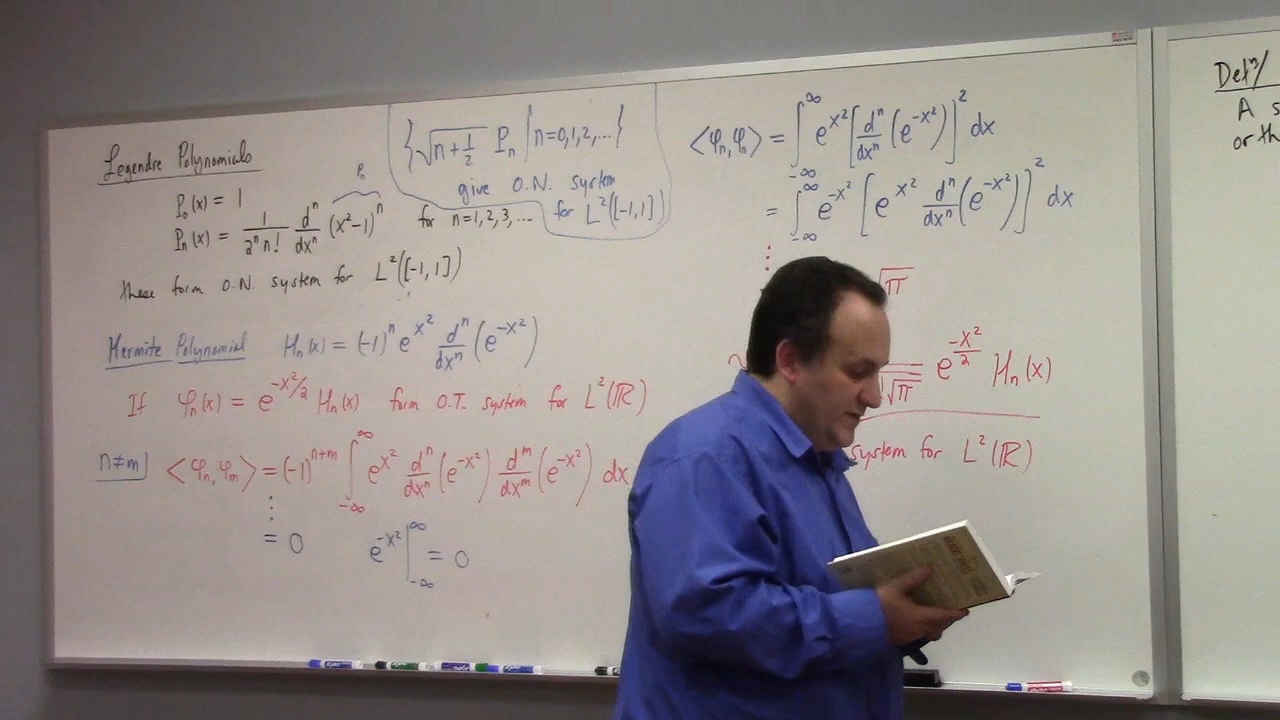 Legendre Polynomials
P₀(x) = 1
Pₙ
Pₙ(x) = 1/(2ⁿ n!) dⁿ/dxⁿ (x²-1)ⁿ for n=1,2,3,...
these form O.N. system for L²([-1,1])
{√(n+1/2) Pₙ | n=0,1,2,...}
give O.N. system
for L²([-1,1])
Hermite Polynomial Hₙ(x) = (-1)ⁿ e^(x²) dⁿ/dxⁿ (e^(-x²))
If φₙ(x) = e^(-x²/2) Hₙ(x) form O.T. system for L²(ℝ)
n≠m ⟨φₙ,φₘ⟩ = (-1)^(n+m) ∫_{-∞}^{∞} e^(x²) dⁿ/dxⁿ (e^(-x²)) dᵐ/dxᵐ (e^(-x²)) dx
⋮
= 0 e^(-x²) |_{-∞}^{∞} = 0
⟨φₙ,φₙ⟩ = ∫_{-∞}^{∞} e^(x²) [dⁿ/dxⁿ (e^(-x²))]² dx
= ∫_{-∞}^{∞} e^(-x²) [e^(x²) dⁿ/dxⁿ (e^(-x²))]² dx
⋮
√π
√π e^(-x²/2) Hₙ(x)
system for L²(ℝ)
Defⁿ/
A s
or th